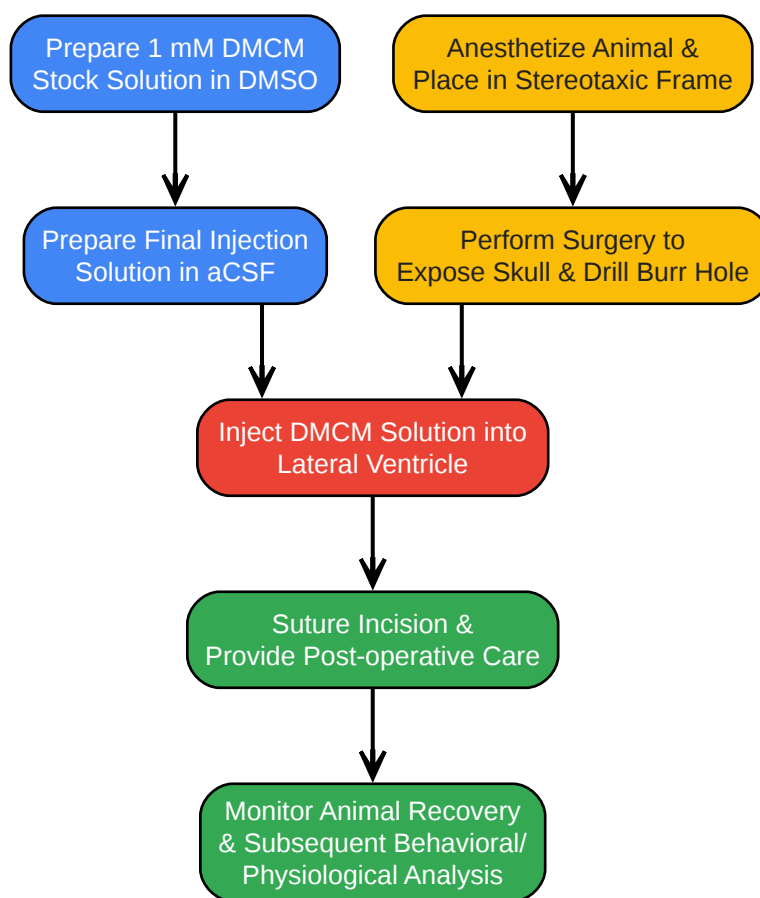 Prepare 1 mM DMCM
Stock Solution in DMSO
Anesthetize Animal &
Place in Stereotaxic Frame
Prepare Final Injection
Solution in aCSF
Perform Surgery to
Expose Skull & Drill Burr Hole
Inject DMCM Solution into
Lateral Ventricle
Suture Incision &
Provide Post-operative Care
Monitor Animal Recovery
& Subsequent Behavioral/
Physiological Analysis